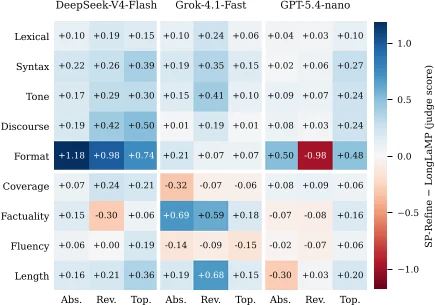 DeepSeek-V4-Flash Grok-4.1-Fast GPT-5.4-nano
Lexical +0.10 +0.19 +0.15 +0.10 +0.24 +0.06 +0.04 +0.03 +0.10
Syntax +0.22 +0.26 +0.39 +0.19 +0.35 +0.15 +0.02 +0.06 +0.27
Tone +0.17 +0.29 +0.30 +0.15 +0.41 +0.10 +0.09 +0.07 +0.24
Discourse +0.19 +0.42 +0.50 +0.01 +0.19 +0.01 +0.08 +0.03 +0.24
Format +1.18 +0.98 +0.74 +0.21 +0.07 +0.07 +0.50 -0.98 +0.48
Coverage +0.07 +0.24 +0.21 -0.32 -0.07 -0.06 +0.08 +0.09 +0.06
Factuality +0.15 -0.30 +0.06 +0.69 +0.59 +0.18 -0.07 -0.08 +0.16
Fluency +0.06 +0.00 +0.19 -0.14 -0.09 -0.15 -0.02 -0.07 +0.06
Length +0.16 +0.21 +0.36 +0.19 +0.68 +0.15 -0.30 +0.03 +0.20
Abs. Rev. Top. Abs. Rev. Top. Abs. Rev. Top.
1.0
0.5
0.0
−0.5
−1.0
SP-Refine − LongLaMP (judge score)